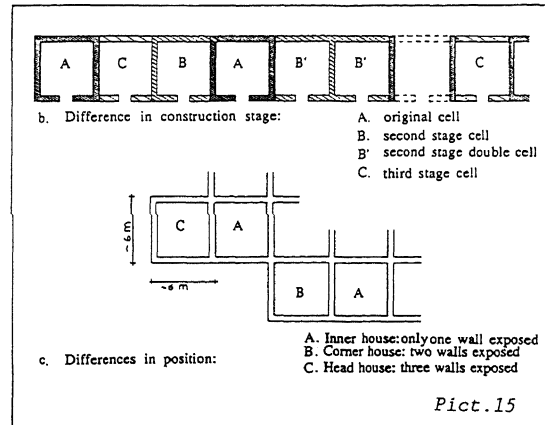 A C B A B' B' C
b. Difference in construction stage:
A. original cell
B. second stage cell
B' second stage double cell
C. third stage cell
C A
~6 m
~6 m
B A
c. Differences in position:
A. Inner house:only one wall exposed
B. Corner house: two walls exposed
C. Head house: three walls exposed
Pict.15